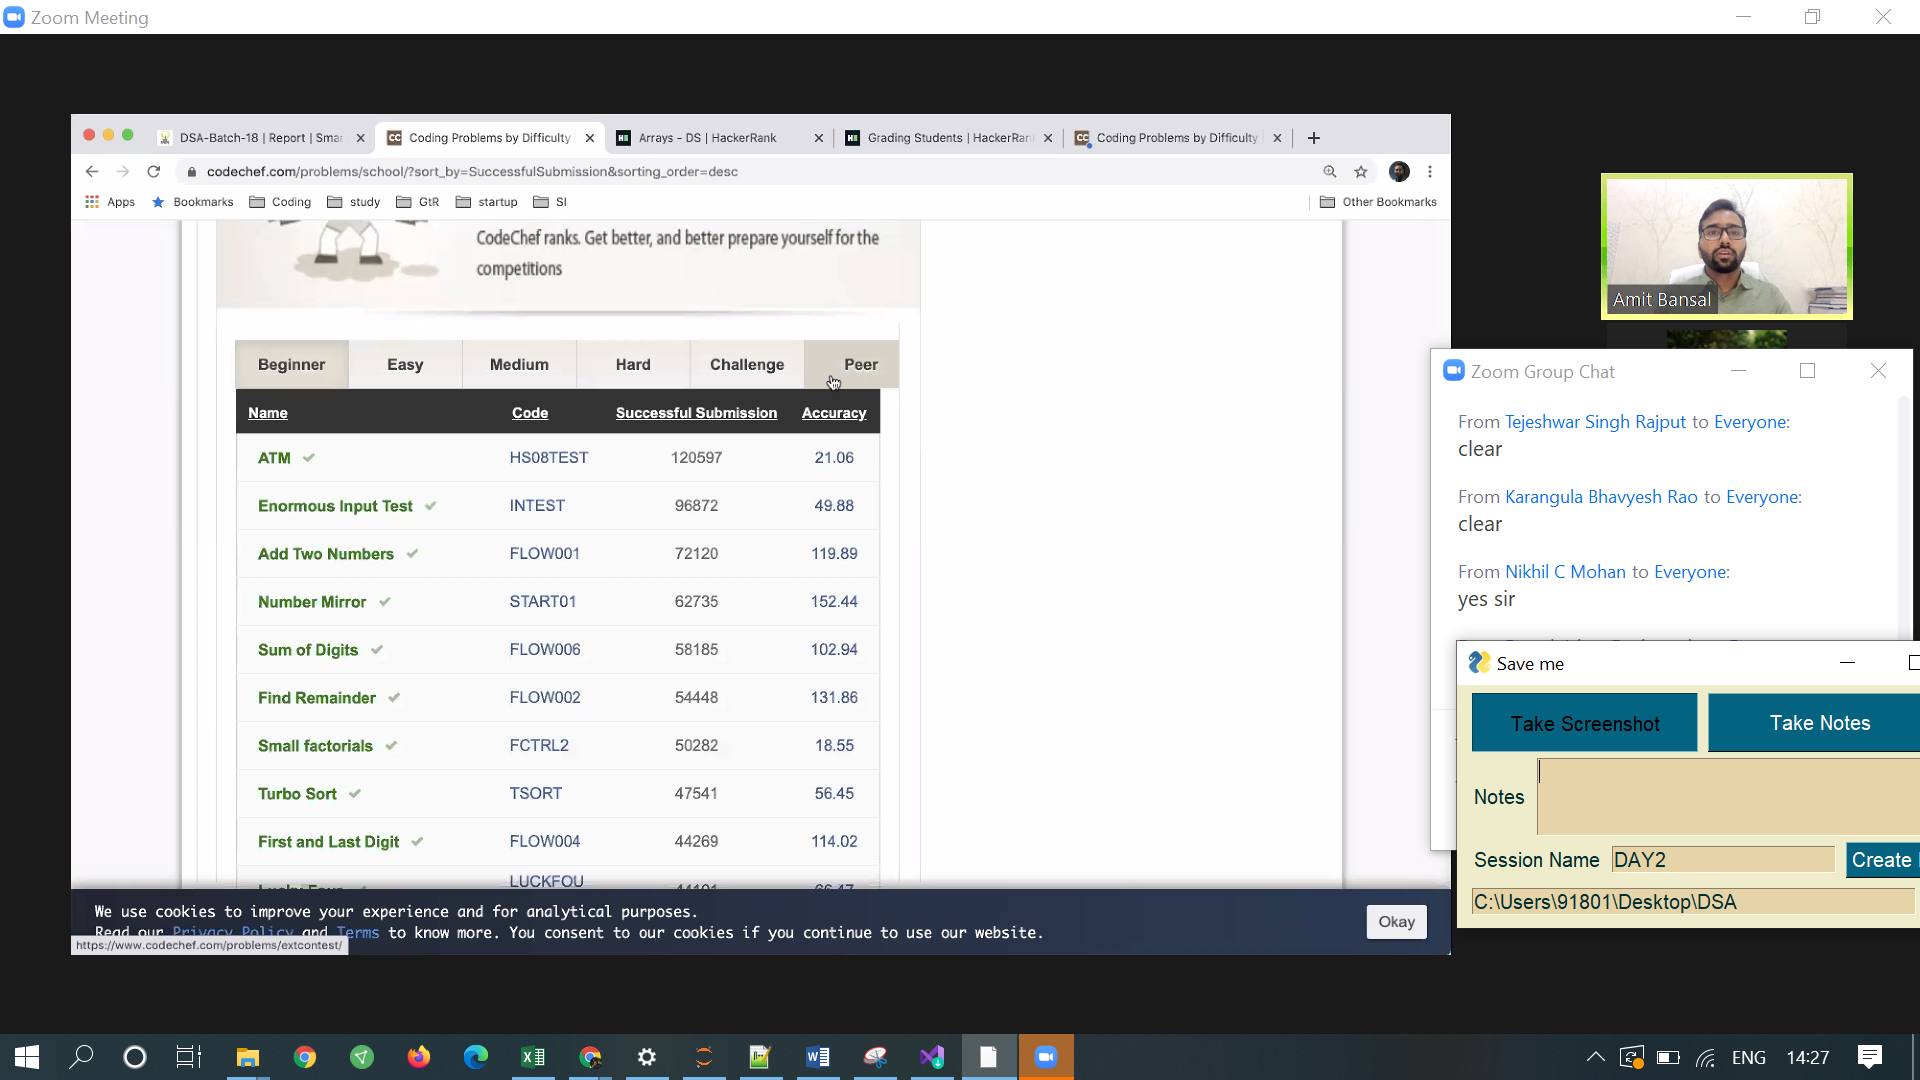 Zoom Meeting
DSA-Batch-18 | Report | Smar
Coding Problems by Difficulty
Arrays - DS | HackerRank
Grading Students | HackerRan
Coding Problems by Difficulty
codechef.com/problems/school/?sort_by=SuccessfulSubmission&sorting_order=desc
Apps Bookmarks Coding study GtR startup SI Other Bookmarks
CodeChef ranks. Get better, and better prepare yourself for the
competitions
Beginner Easy Medium Hard Challenge Peer
Name Code Successful Submission Accuracy
ATM HS08TEST 120597 21.06
Enormous Input Test INTEST 96872 49.88
Add Two Numbers FLOW001 72120 119.89
Number Mirror START01 62735 152.44
Sum of Digits FLOW006 58185 102.94
Find Remainder FLOW002 54448 131.86
Small factorials FCTRL2 50282 18.55
Turbo Sort TSORT 47541 56.45
First and Last Digit FLOW004 44269 114.02
LUCKFOU
We use cookies to improve your experience and for analytical purposes.
Read our Privacy Policy and Terms to know more. You consent to our cookies if you continue to use our website.
Okay
https://www.codechef.com/problems/extcontest/
Amit Bansal
Zoom Group Chat
From Tejeshwar Singh Rajput to Everyone:
clear
From Karangula Bhavyesh Rao to Everyone:
clear
From Nikhil C Mohan to Everyone:
yes sir
Save me
Take Screenshot Take Notes
Notes
Session Name DAY2 Create
C:\Users\91801\Desktop\DSA
ENG 14:27